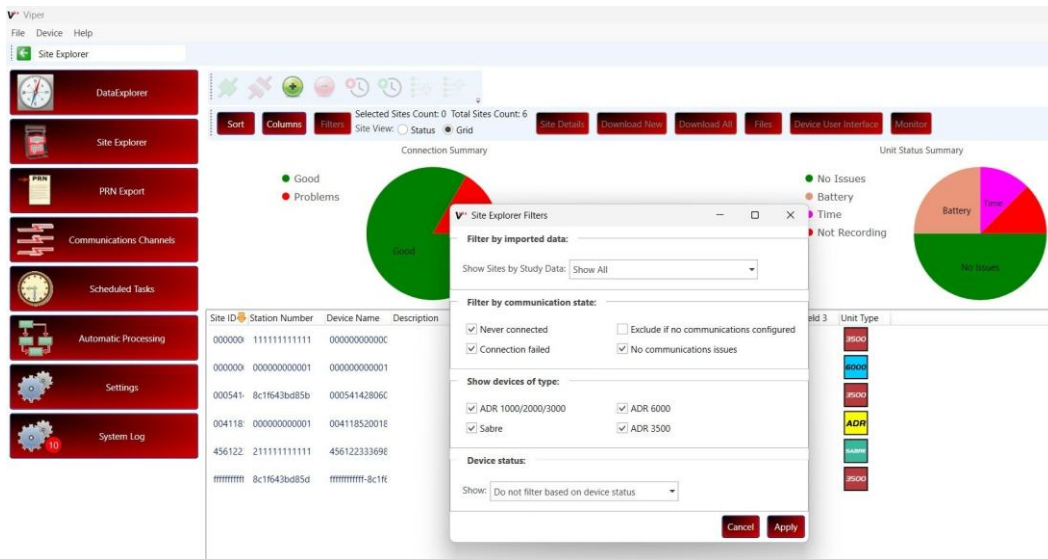 Viper
File Device Help
Site Explorer
DataExplorer
Site Explorer
PRN
PRN Export
Communications Channels
Scheduled Tasks
Automatic Processing
Settings
System Log
10
Selected Sites Count: 0 Total Sites Count: 6
Sort Columns Filters Site View: Status Grid Site Details Download New Download All Files Device User Interface Monitor
Connection Summary
Good
Problems
Good
Unit Status Summary
No Issues
Battery
Time
Not Recording
Battery
Time
No Issues
Site ID Station Number Device Name Description eld 3 Unit Type
000000 111111111111 000000000000 3500
000000 000000000001 000000000001 6000
000541- 8c1f643bd85b 00054142806C 3500
004118: 000000000001 004118520018 ADR
456122 211111111111 456122333698 SABRE
ffffffffffff 8c1f643bd85d ffffffffffff-8c1f6 3500
Site Explorer Filters
Filter by imported data:
Show Sites by Study Data: Show All
Filter by communication state:
Never connected Exclude if no communications configured
Connection failed No communications issues
Show devices of type:
ADR 1000/2000/3000 ADR 6000
Sabre ADR 3500
Device status:
Show: Do not filter based on device status
Cancel Apply